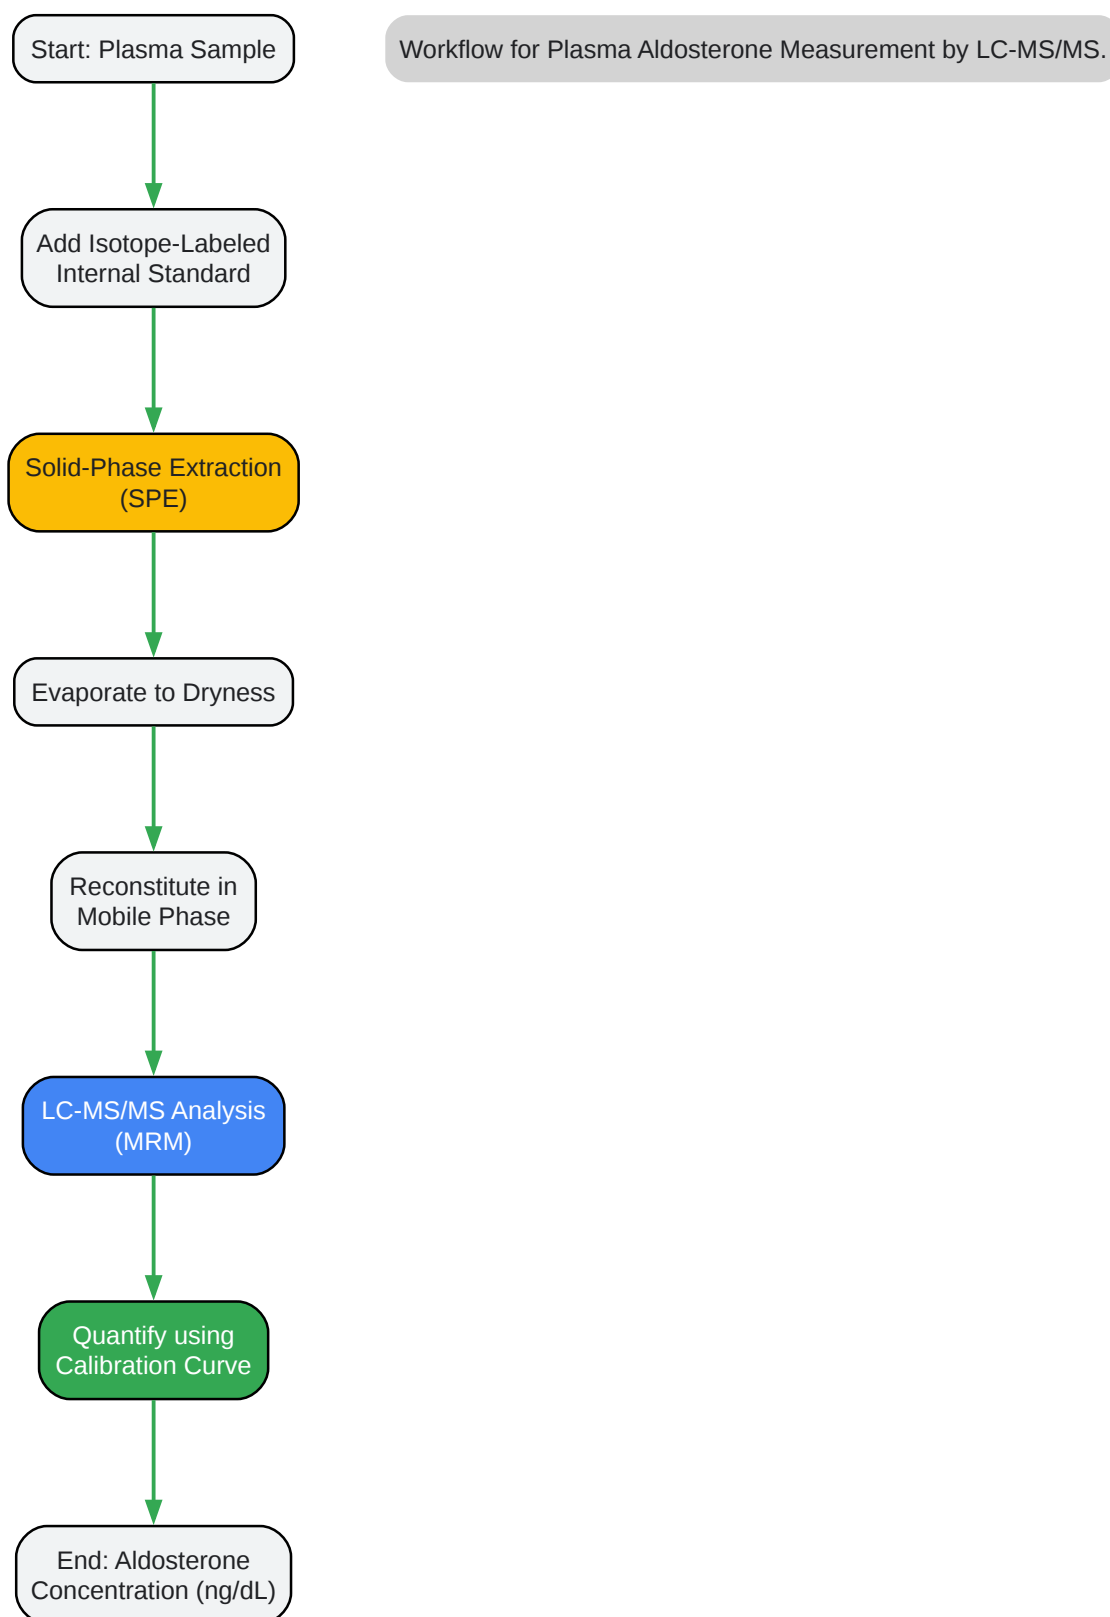 Start: Plasma Sample
Workflow for Plasma Aldosterone Measurement by LC-MS/MS.
Add Isotope-Labeled
Internal Standard
Solid-Phase Extraction
(SPE)
Evaporate to Dryness
Reconstitute in
Mobile Phase
LC-MS/MS Analysis
(MRM)
Quantify using
Calibration Curve
End: Aldosterone
Concentration (ng/dL)